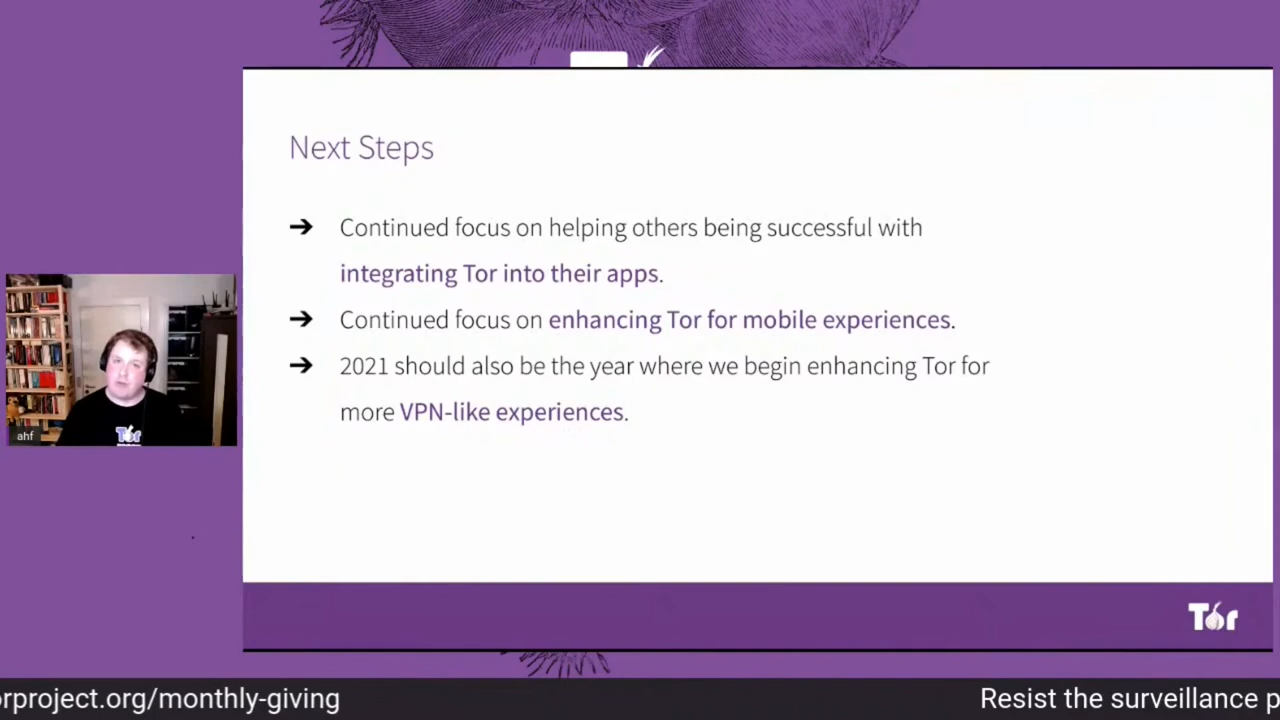 Next Steps
➔ Continued focus on helping others being successful with
integrating Tor into their apps.
➔ Continued focus on enhancing Tor for mobile experiences.
➔ 2021 should also be the year where we begin enhancing Tor for
more VPN-like experiences.
Tor
ahf
Tor
orproject.org/monthly-giving
Resist the surveillance p